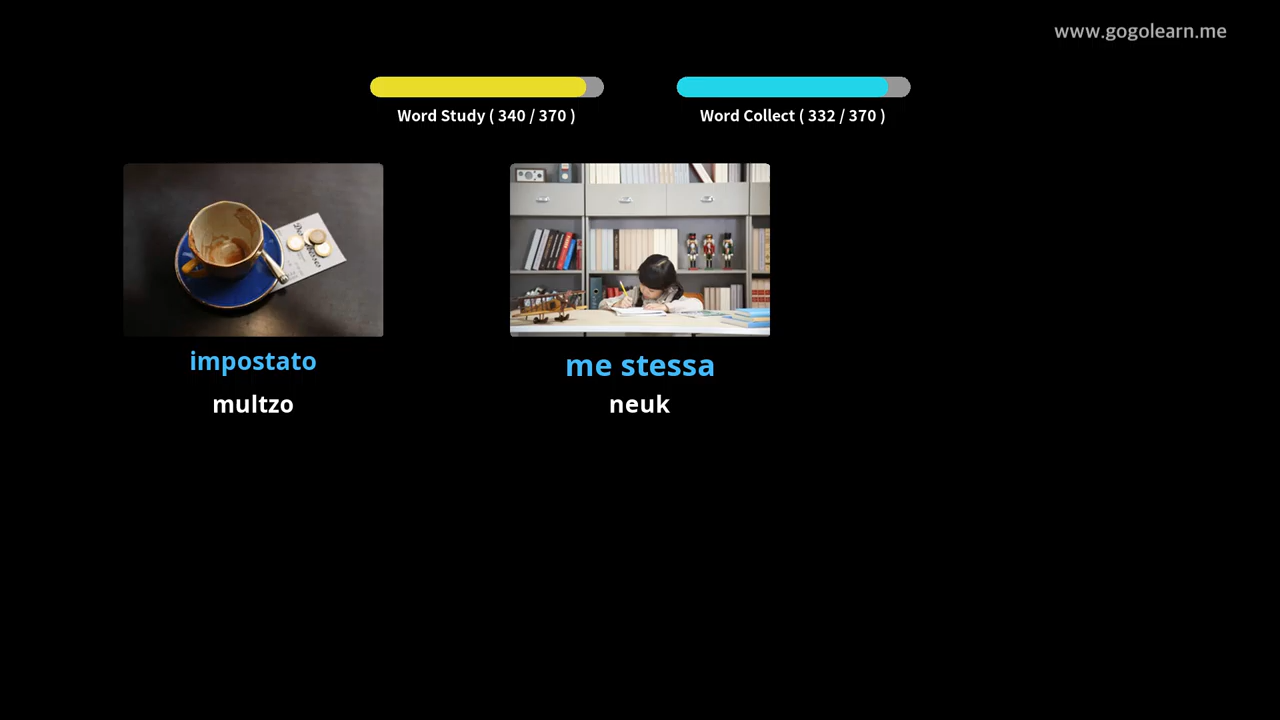 www.gogolearn.me
Word Study ( 340 / 370 )
Word Collect ( 332 / 370 )
impostato
multzo
me stessa
neuk